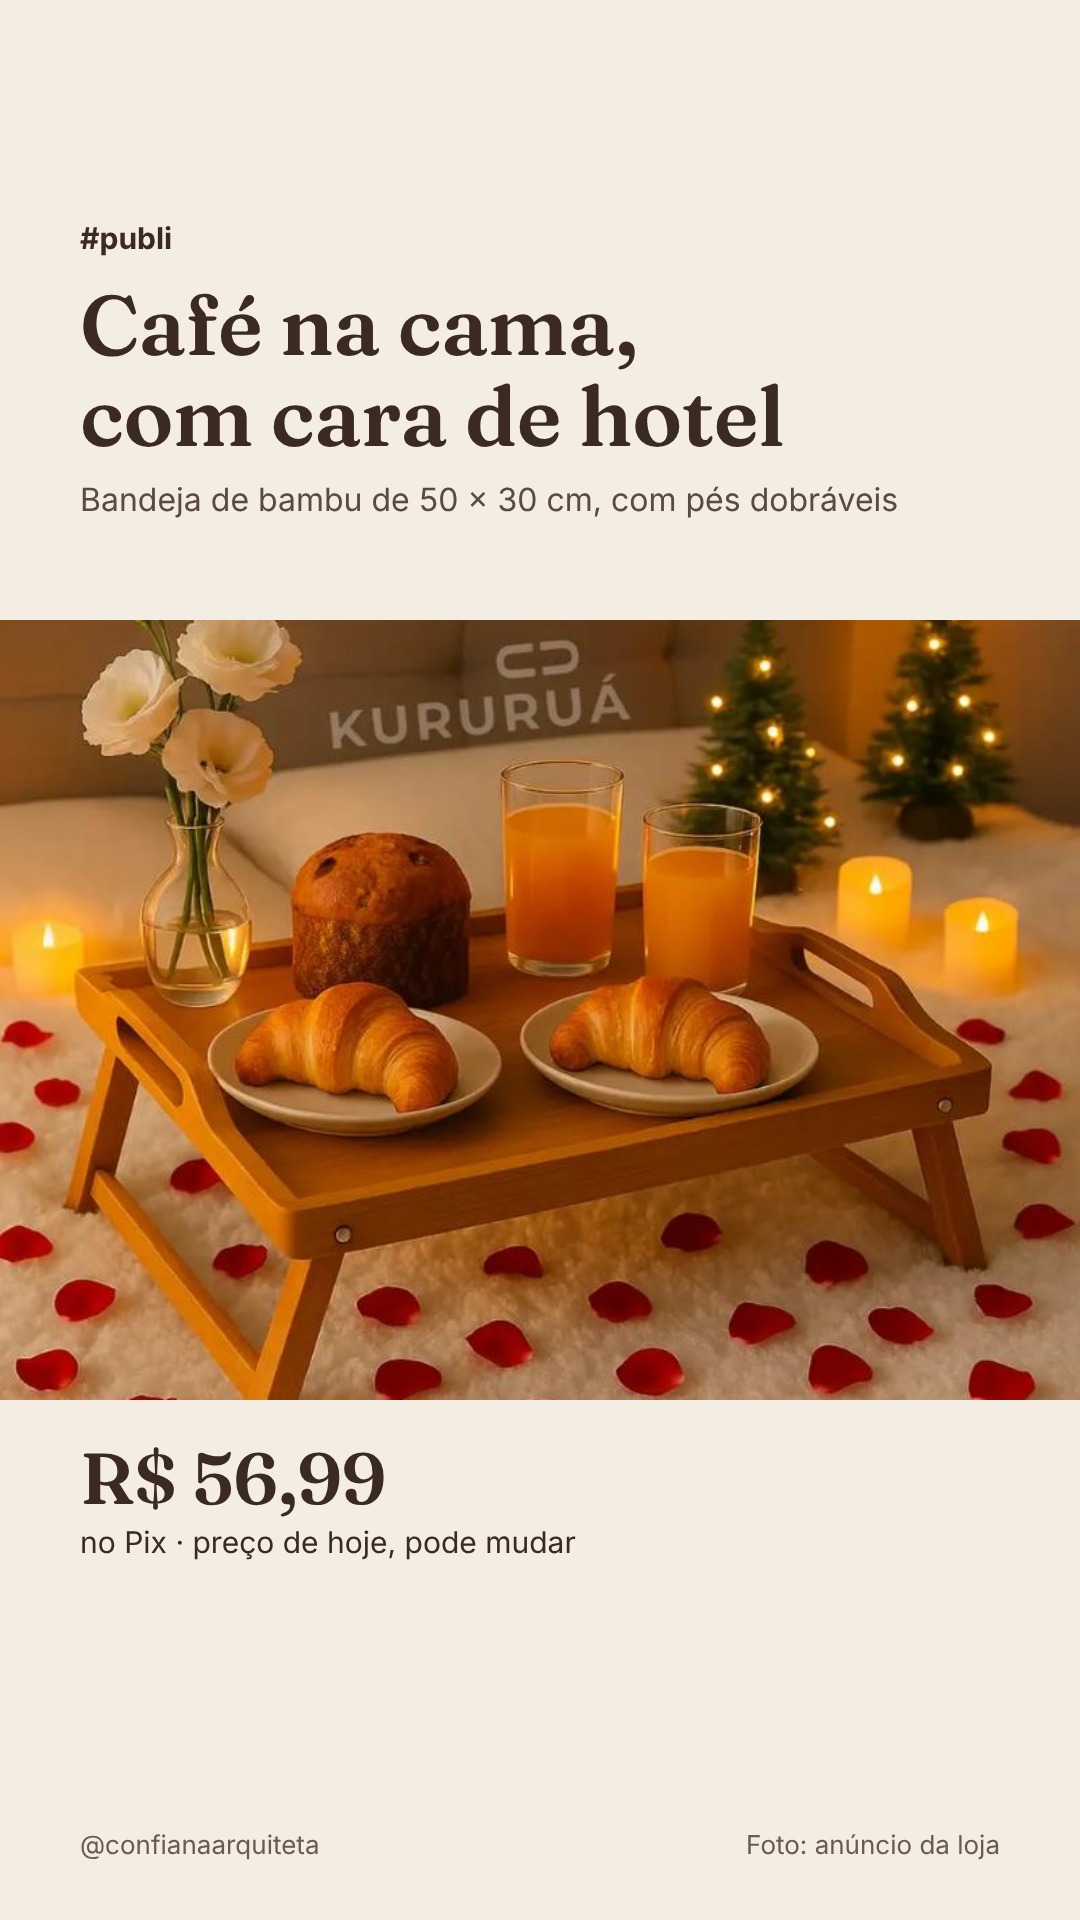 #publi
Café na cama,
com cara de hotel
Bandeja de bambu de 50 × 30 cm, com pés dobráveis
KURURUÁ
R$ 56,99
no Pix · preço de hoje, pode mudar
@confianaarquiteta
Foto: anúncio da loja